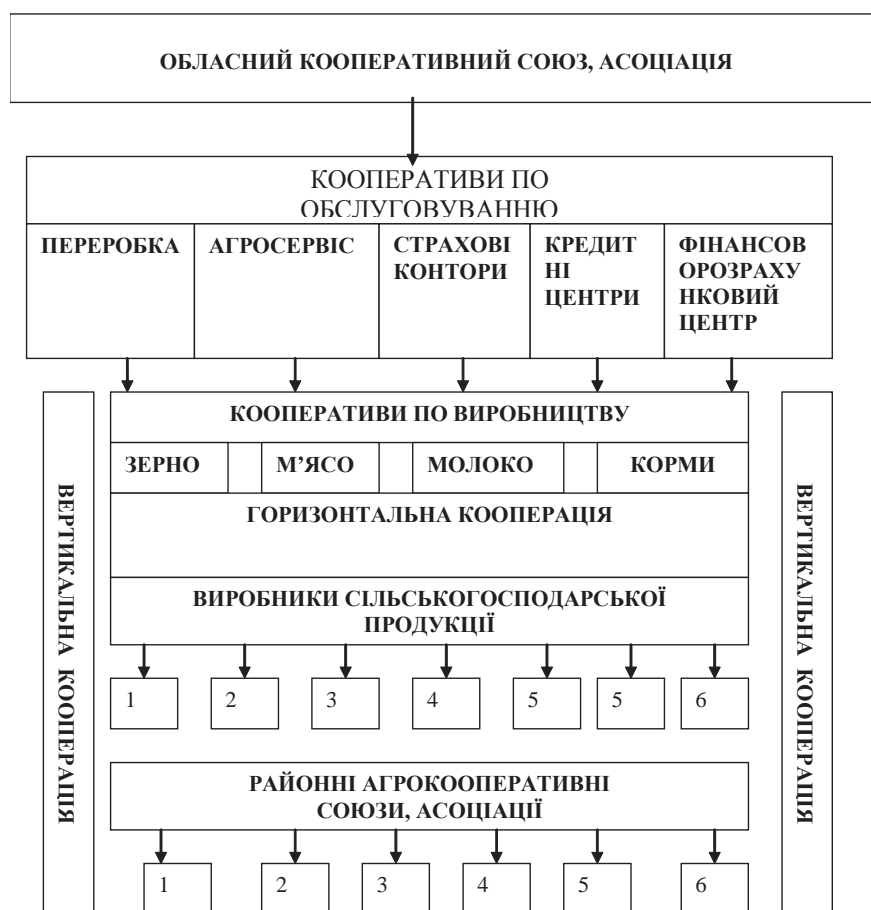 ОБЛАСНИЙ КООПЕРАТИВНИЙ СОЮЗ, АСОЦІАЦІЯ
КООПЕРАТИВИ ПО
ОБСЛУГОВУВАННЮ
ПЕРЕРОБКА
АГРОСЕРВІС
СТРАХОВІ
КОНТОРИ
КРЕДИТ
НІ
ЦЕНТРИ
ФІНАНСОВ
ОРОЗРАХУ
НКОВИЙ
ЦЕНТР
ВЕРТИКАЛЬНА КООПЕРАЦІЯ
КООПЕРАТИВИ ПО ВИРОБНИЦТВУ
ЗЕРНО
М’ЯСО
МОЛОКО
КОРМИ
ГОРИЗОНТАЛЬНА КООПЕРАЦІЯ
ВИРОБНИКИ СІЛЬСЬКОГОСПОДАРСЬКОЇ
ПРОДУКЦІЇ
1
2
3
4
5
5
6
РАЙОННІ АГРОКООПЕРАТИВНІ
СОЮЗИ, АСОЦІАЦІЇ
1
2
3
4
5
6
ВЕРТИКАЛЬНА КООПЕРАЦІЯ